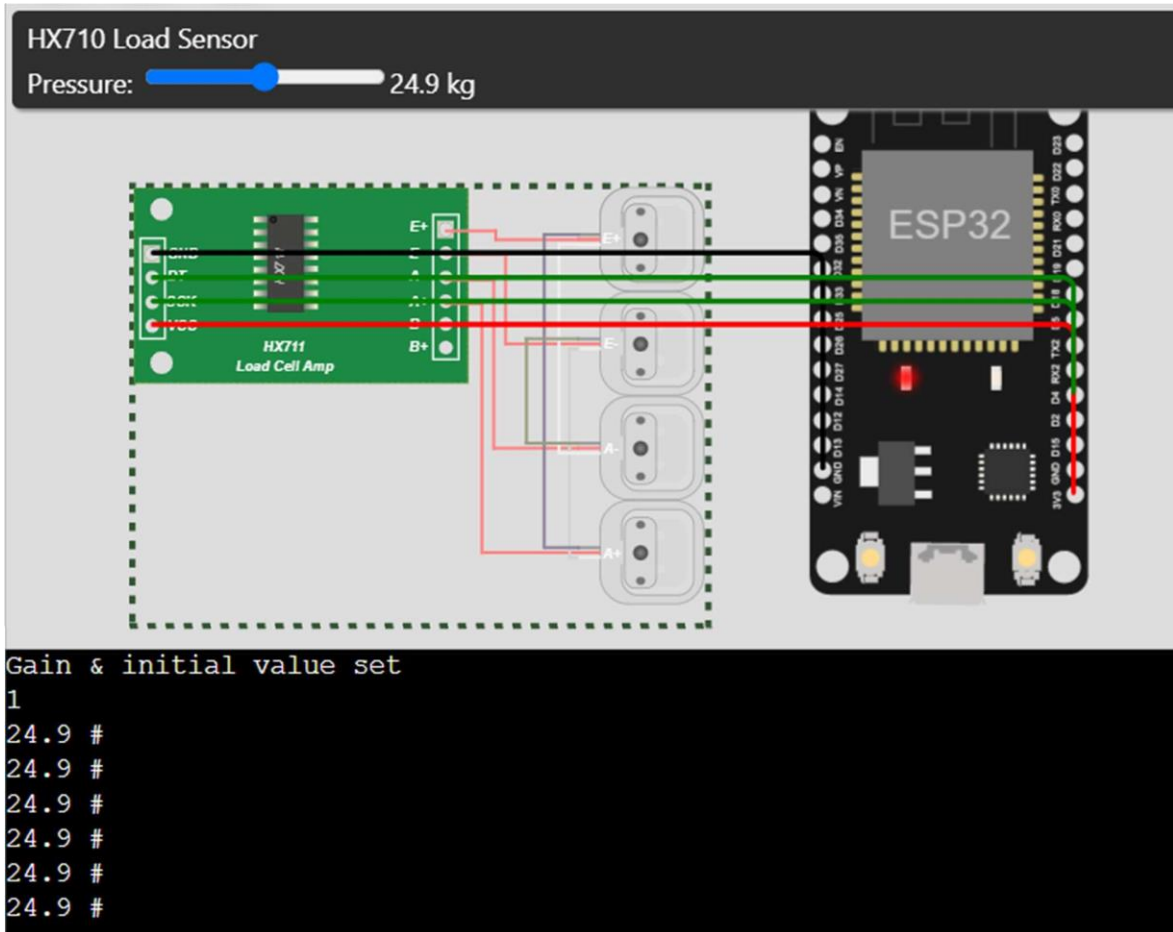 HX710 Load Sensor
Pressure: 24.9 kg
HX711
Load Cell Amp
E+
A-
B+
E+
E-
A-
A+
ESP32
EN
VP
VN
D34
D35
D32
D33
D25
D26
D27
D14
D12
D13
GND
VIN
D23
D22
TX0
RX0
D21
D19
D18
D5
TX2
RX2
D4
D2
D15
GND
3V3
Gain & initial value set
1
24.9 #
24.9 #
24.9 #
24.9 #
24.9 #
24.9 #